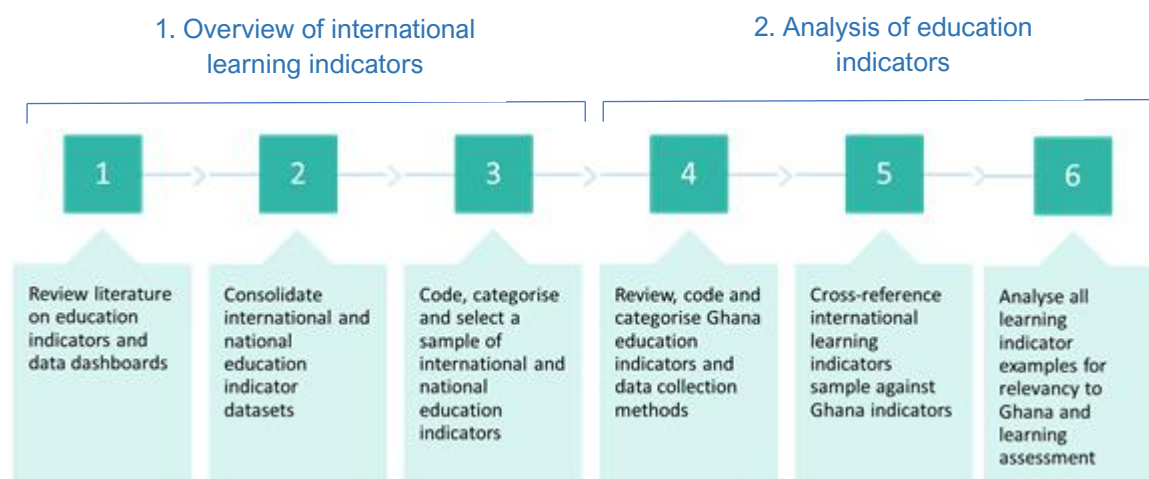 1. Overview of international
learning indicators
2. Analysis of education
indicators
1
2
3
4
5
6
Review literature
on education
indicators and
data dashboards
Consolidate
international and
national
education
indicator
datasets
Code, categorise
and select a
sample of
international and
national
education
indicators
Review, code and
categorise Ghana
education
indicators and
data collection
methods
Cross-reference
international
learning
indicators
sample against
Ghana indicators
Analyse all
learning
indicator
examples for
relevancy to
Ghana and
learning
assessment